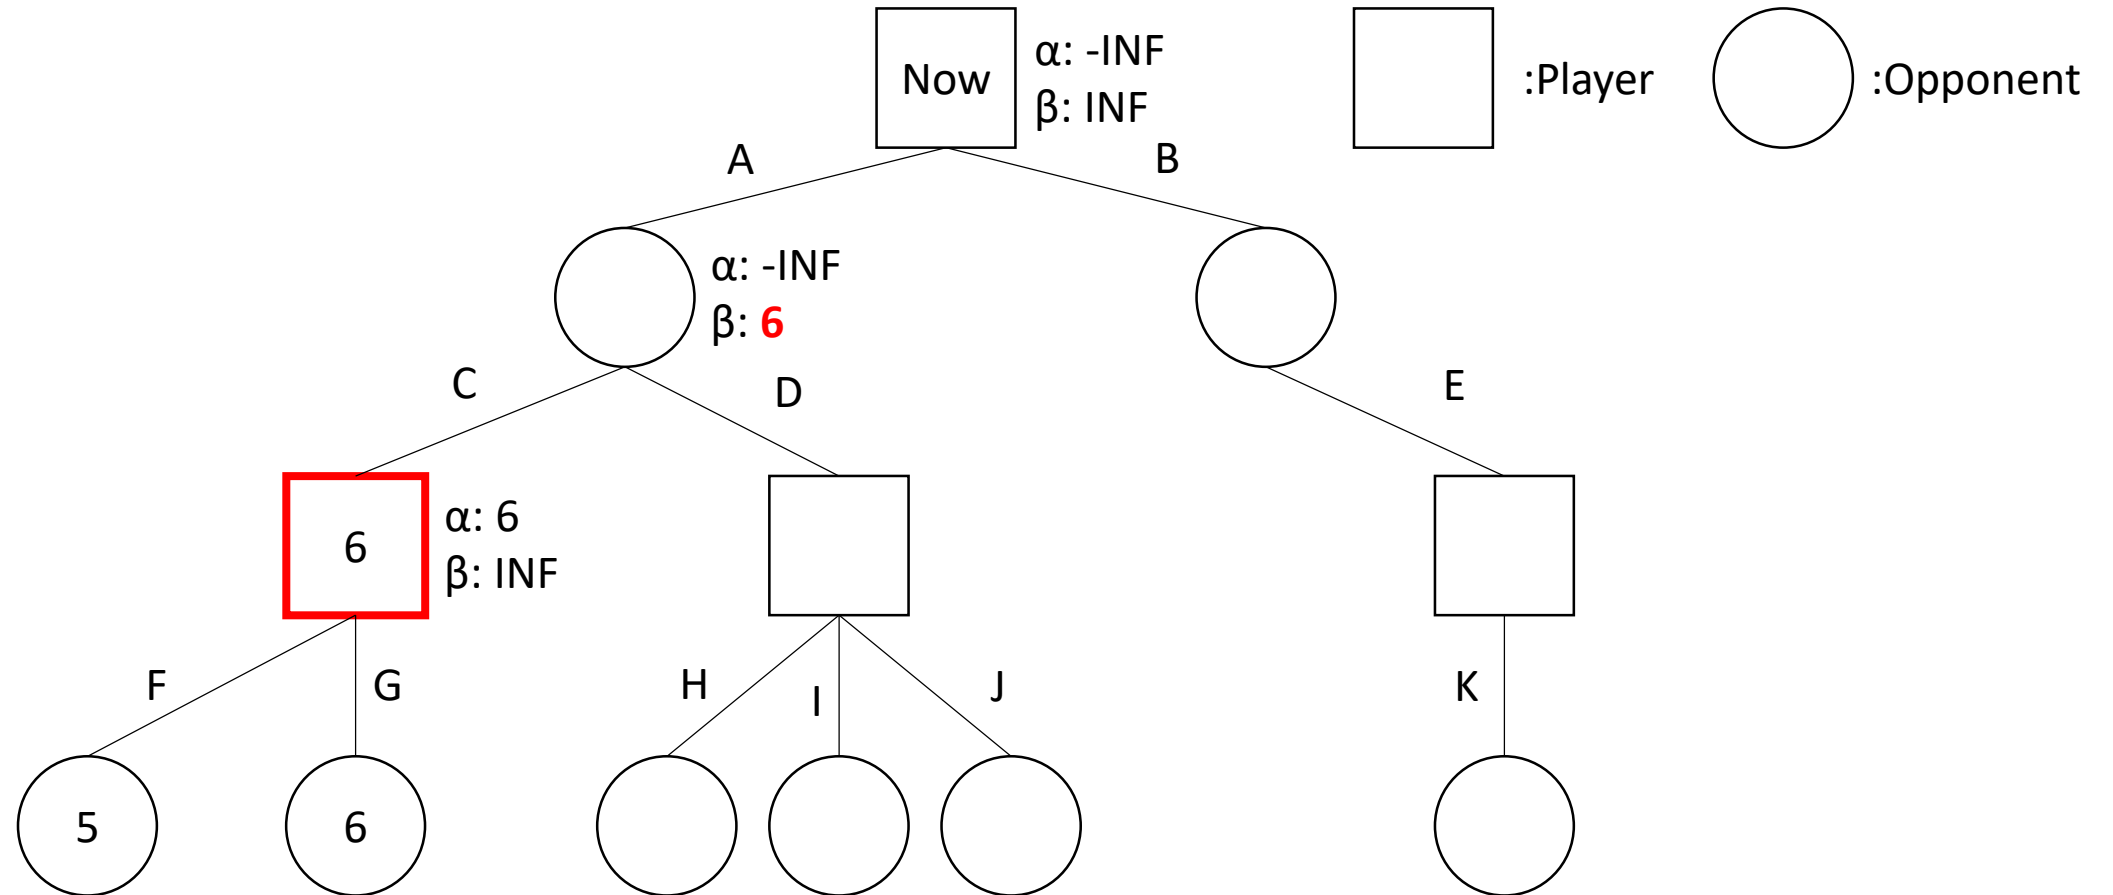 Now
α: -INF
β: INF
:Player
:Opponent
A
B
α: -INF
β: 6
C
D
E
6
α: 6
β: INF
F
G
H
I
J
K
5
6